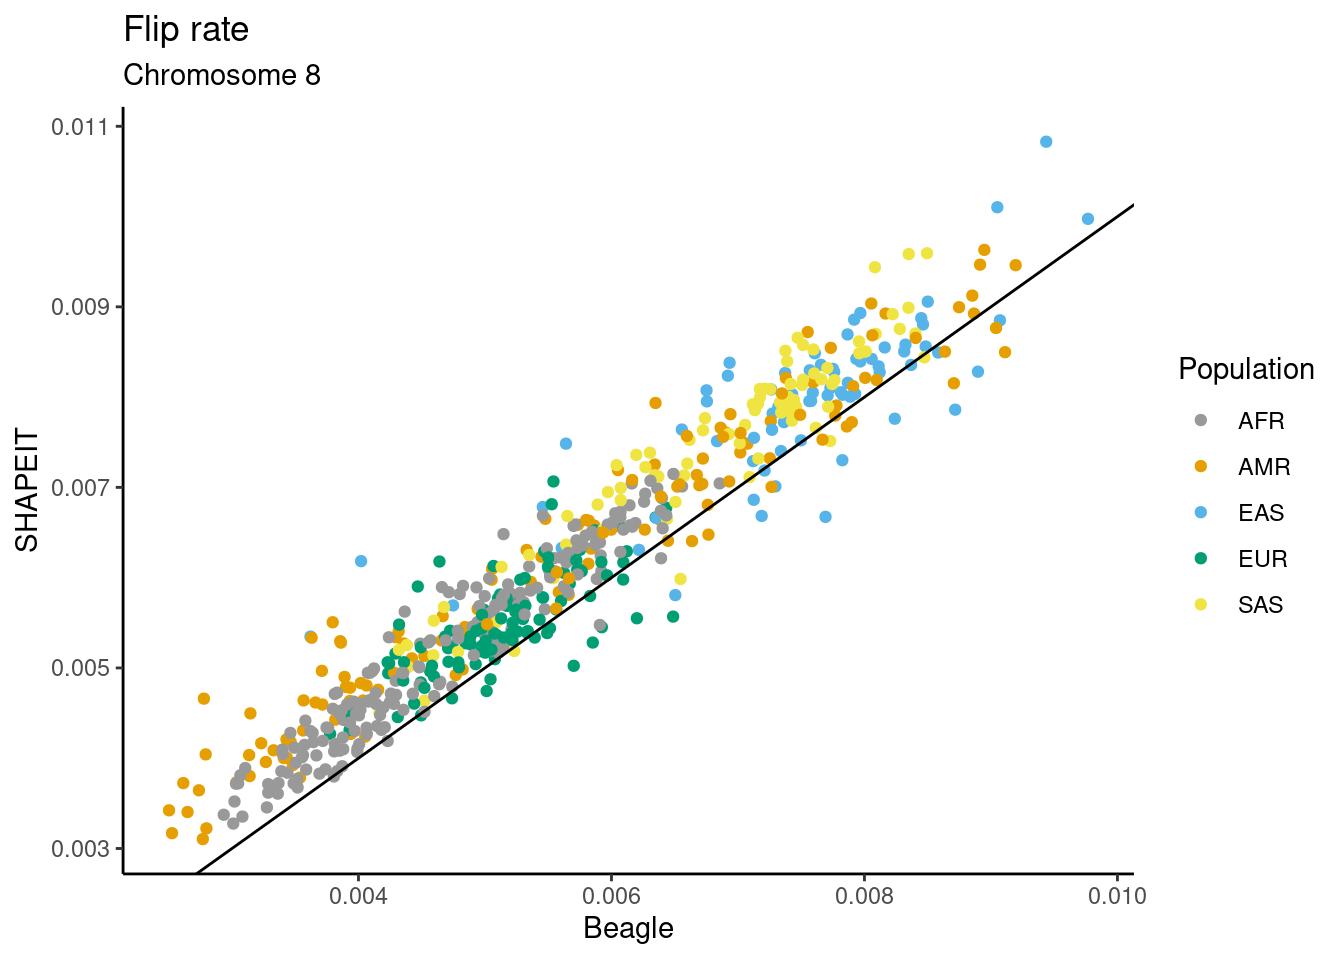 Flip rate
Chromosome 8
0.011
0.009
0.007
0.005
0.003
SHAPEIT
0.004
0.006
0.008
0.010
Beagle
Population
AFR
AMR
EAS
EUR
SAS